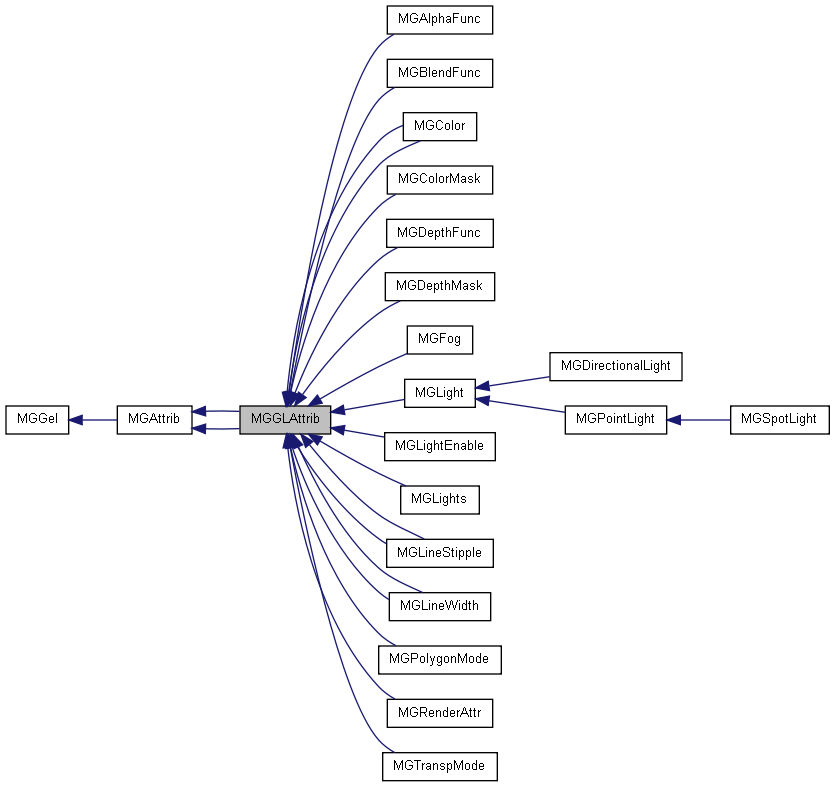 MGAlphaFunc
MGBlendFunc
MGColor
MGColorMask
MGDepthFunc
MGDepthMask
MGFog
MGDirectionalLight
MGLight
MGGel
MGAttrib
MGGLAttrib
MGPointLight
MGSpotLight
MGLightEnable
MGLights
MGLineStipple
MGLineWidth
MGPolygonMode
MGRenderAttr
MGTranspMode